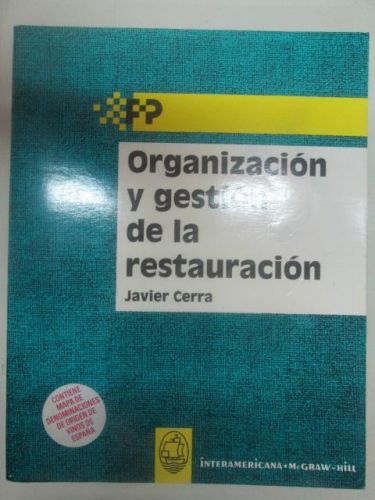 FP
Organización
y gestión
de la
restauración
Javier Cerra
CONTIENE
MAPA DE
DENOMINACIONES
DE ORIGEN DE
VINOS DE
ESPAÑA
INTERAMERICANA • McGRAW-HILL